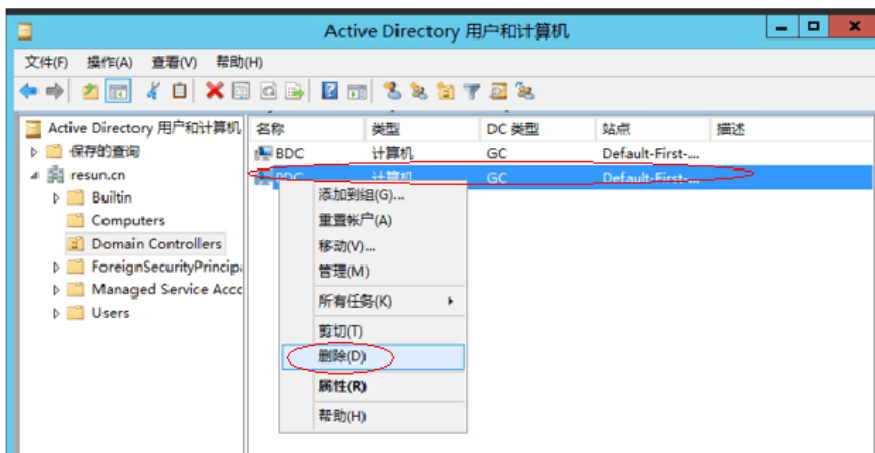 Active Directory 用户和计算机
文件(F) 操作(A) 查看(V) 帮助(H)
Active Directory 用户和计算机
保存的查询
resun.cn
Builtin
Computers
Domain Controllers
ForeignSecurityPrincip
Managed Service Acc
Users
名称 类型 DC 类型 站点 描述
BDC 计算机 GC Default-First-...
计算机 GC Default-First-...
添加到组(G)...
重置帐户(A)
移动(V)...
管理(M)
所有任务(K)
剪切(T)
删除(D)
属性(R)
帮助(H)